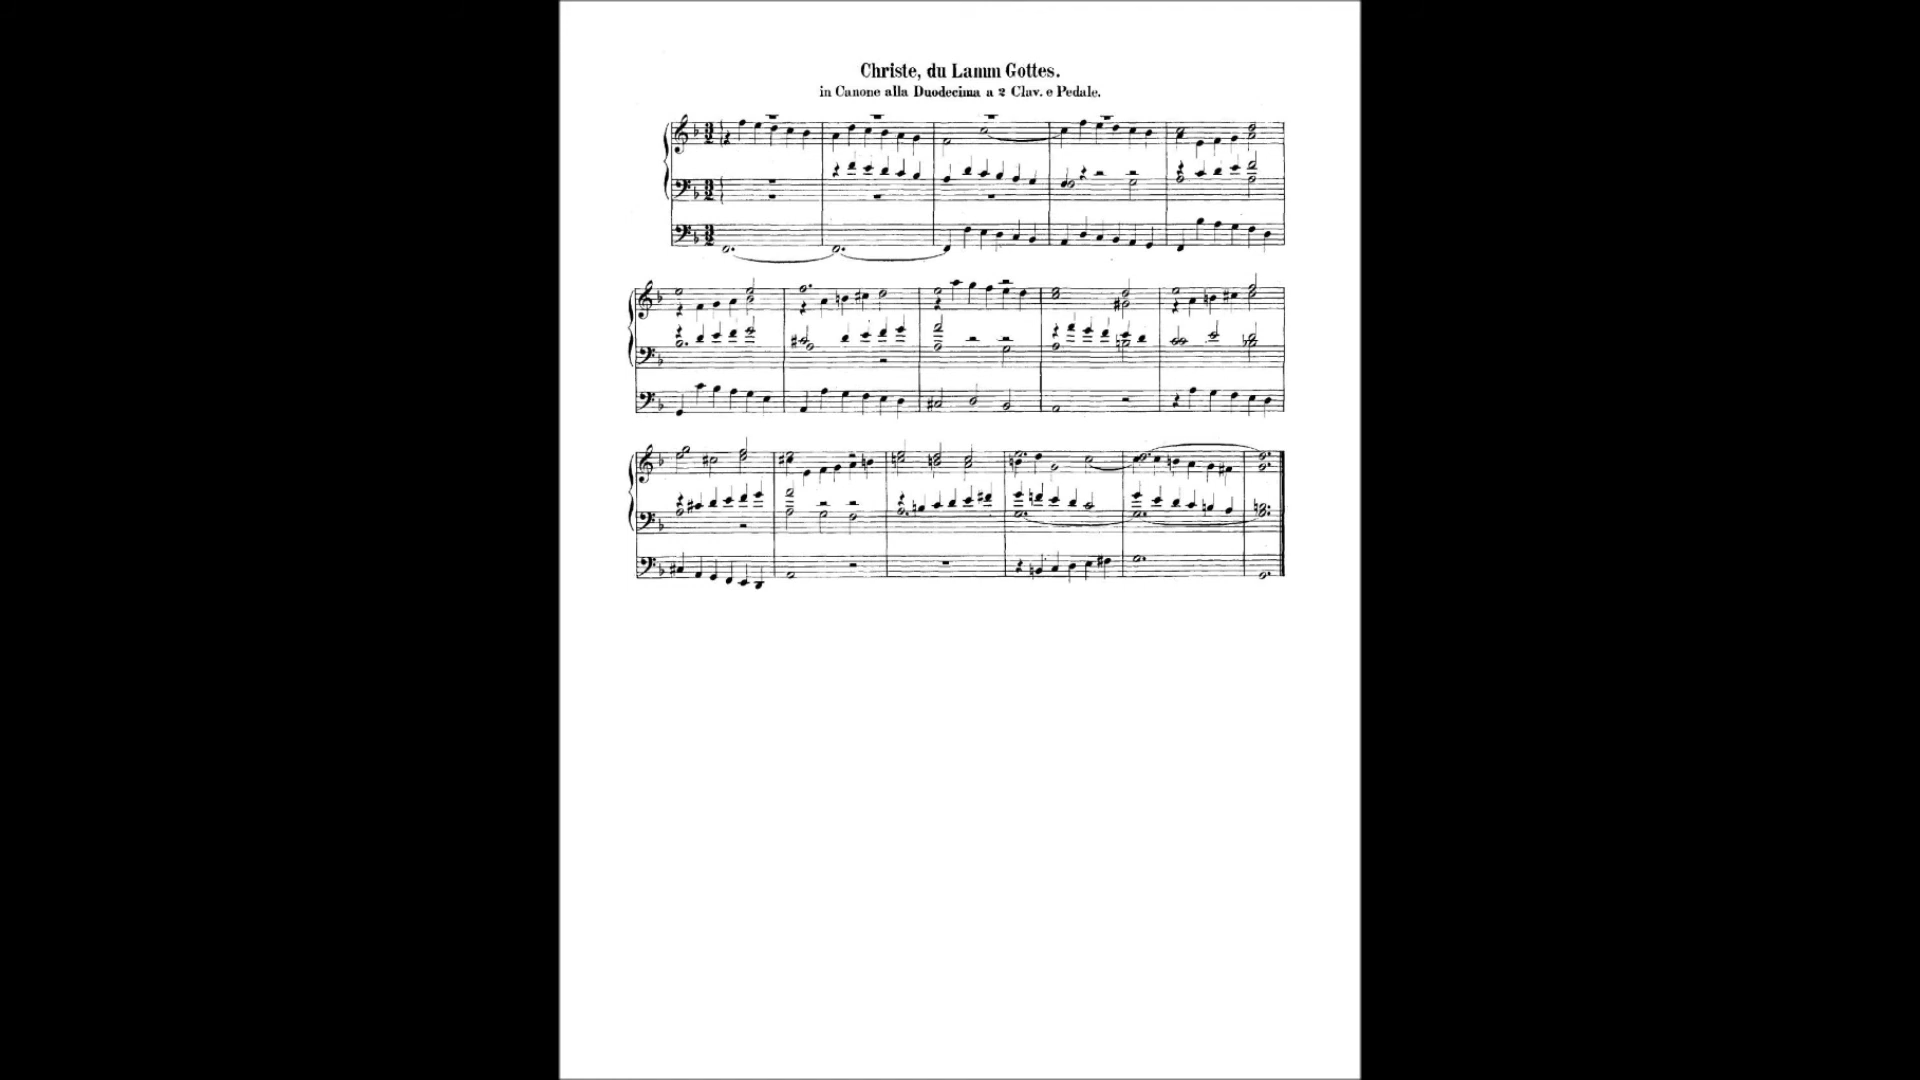 Christe, du Lamm Gottes.
in Canone alla Duodecima a 2 Clav. e Pedale.